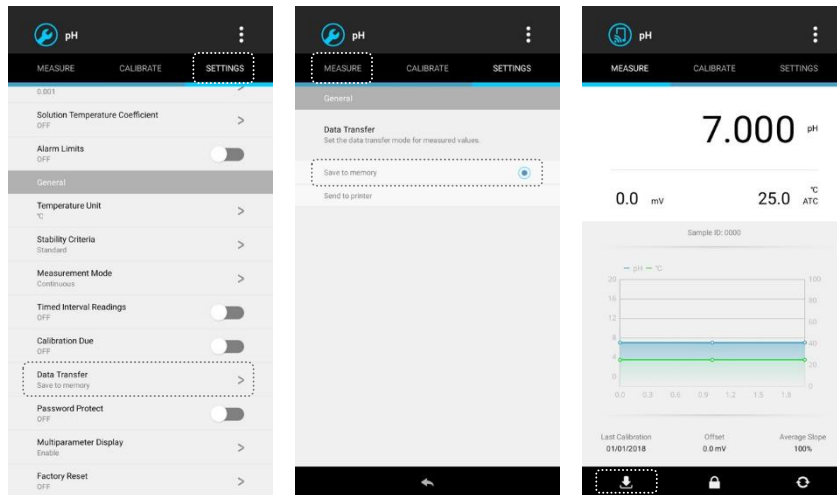 pH
MEASURE CALIBRATE SETTINGS
0.001
Solution Temperature Coefficient
OFF
Alarm Limits
OFF
General
Temperature Unit
℃
Stability Criteria
Standard
Measurement Mode
Continuous
Timed Interval Readings
OFF
Calibration Due
OFF
Data Transfer
Save to memory
Password Protect
OFF
Multiparameter Display
Enable
Factory Reset
OFF
pH
MEASURE CALIBRATE SETTINGS
General
Data Transfer
Set the data transfer mode for measured values.
Save to memory
Send to printer
pH
MEASURE CALIBRATE SETTINGS
7.000 pH
0.0 mV 25.0 ℃ ATC
Sample ID: 0000
pH ℃
20 100
16 80
12 60
8 40
4 20
0 0
0.0 0.3 0.6 0.9 1.2 1.5 1.8
Last Calibration Offset Average Slope
01/01/2018 0.0 mV 100%